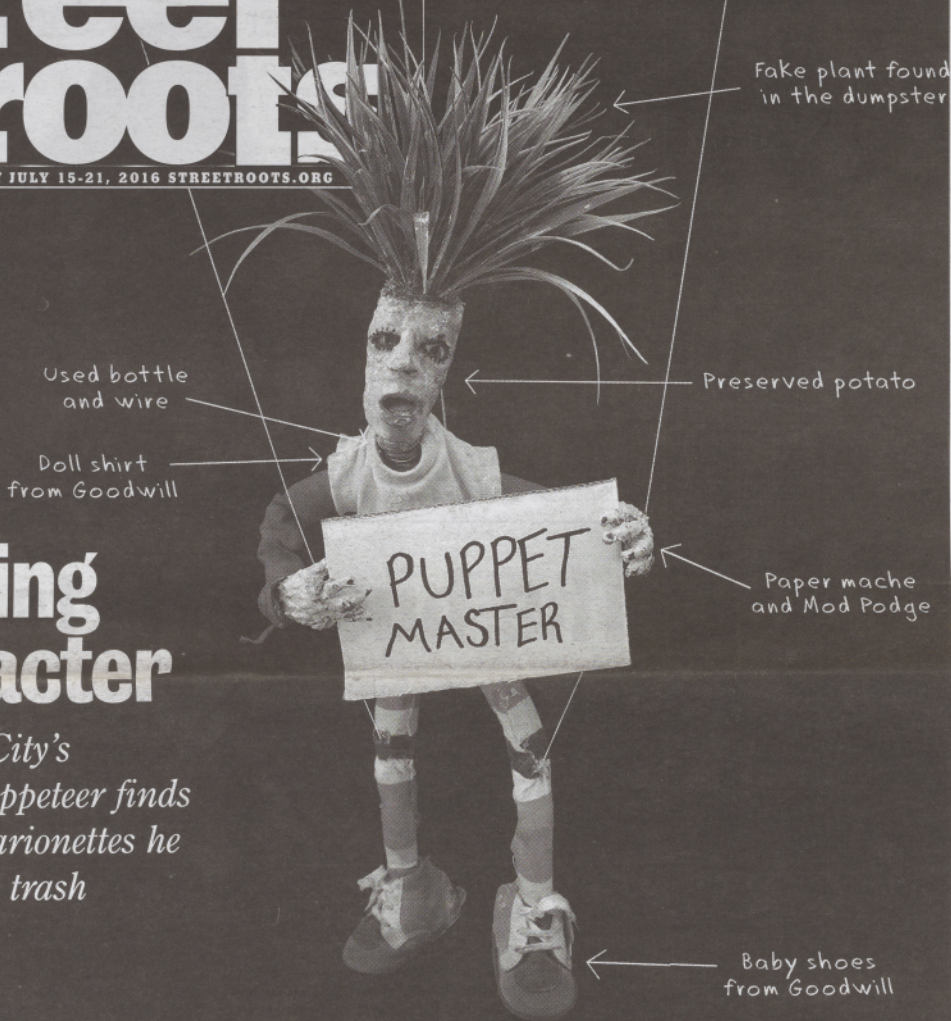 reet
roots
JULY 15-21, 2016 STREETROOTS.ORG
Fake plant found
in the dumpster
Used bottle
and wire
Preserved potato
Doll shirt
from Goodwill
PUPPET
MASTER
ing
acter
Paper mache
and Mod Podge
City's
ppeteer finds
arionettes he
trash
Baby shoes
from Goodwill